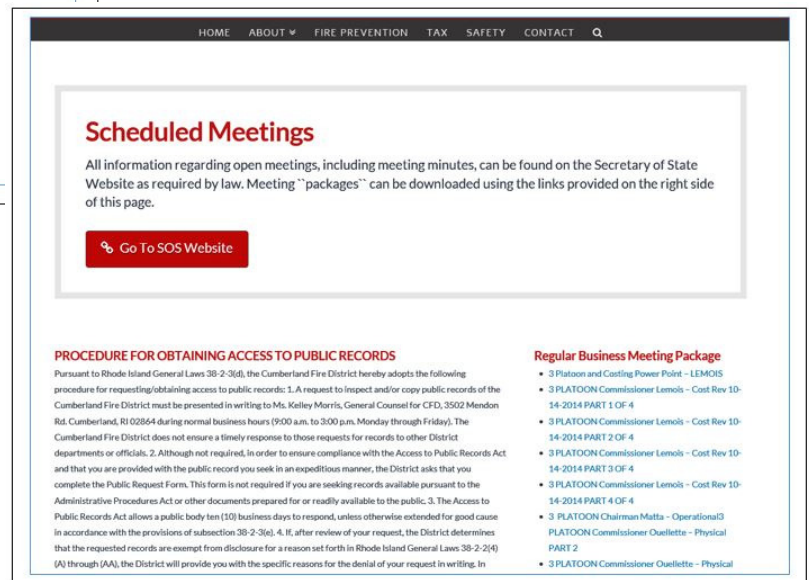 HOME ABOUT FIRE PREVENTION TAX SAFETY CONTACT
Scheduled Meetings
All information regarding open meetings, including meeting minutes, can be found on the Secretary of State
Website as required by law. Meeting ``packages`` can be downloaded using the links provided on the right side
of this page.
Go To SOS Website
PROCEDURE FOR OBTAINING ACCESS TO PUBLIC RECORDS
Pursuant to Rhode Island General Laws 38-2-3(d), the Cumberland Fire District hereby adopts the following
procedure for requesting/obtaining access to public records: 1. A request to inspect and/or copy public records of the
Cumberland Fire District must be presented in writing to Ms. Kelley Morris, General Counsel for CFD, 3502 Mendon
Rd. Cumberland, RI 02864 during normal business hours (9:00 a.m. to 3:00 p.m. Monday through Friday). The
Cumberland Fire District does not ensure a timely response to those requests for records to other District
departments or officials. 2. Although not required, in order to ensure compliance with the Access to Public Records Act
and that you are provided with the public record you seek in an expeditious manner, the District asks that you
complete the Public Request Form. This form is not required if you are seeking records available pursuant to the
Administrative Procedures Act or other documents prepared for or readily available to the public. 3. The Access to
Public Records Act allows a public body ten (10) business days to respond, unless otherwise extended for good cause
in accordance with the provisions of subsection 38-2-3(e). 4. If, after review of your request, the District determines
that the requested records are exempt from disclosure for a reason set forth in Rhode Island General Laws 38-2-2(4)
(A) through (AA), the District will provide you with the specific reasons for the denial of your request in writing. In
Regular Business Meeting Package
3 Platoon and Costing Power Point – LEMOIS
3 PLATOON Commissioner Lemois – Cost Rev 10-
14-2014 PART 1 OF 4
3 PLATOON Commissioner Lemois – Cost Rev 10-
14-2014 PART 2 OF 4
3 PLATOON Commissioner Lemois – Cost Rev 10-
14-2014 PART 3 OF 4
3 PLATOON Commissioner Lemois – Cost Rev 10-
14-2014 PART 4 OF 4
3 PLATOON Chairman Matta – Operational3
PLATOON Commissioner Ouellette – Physical
PART 2
3 PLATOON Commissioner Ouellette – Physical